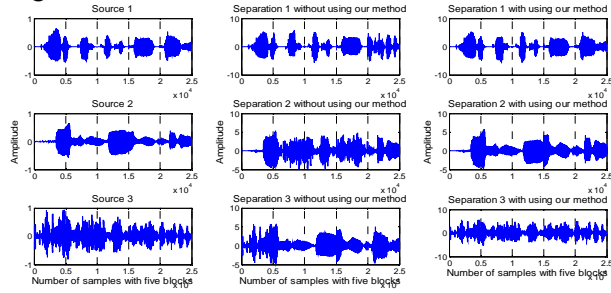 Source 1 Separation 1 without using our method Separation 1 with using our method
1 10 10
0 0 0
-1 -10 -10
0 0.5 1 1.5 2 2.5 0 0.5 1 1.5 2 2.5 0 0.5 1 1.5 2 2.5
x 10^4 x 10^4 x 10^4
Source 2 Separation 2 without using our method Separation 2 with using our method
1 10 10
5 5
0 0 0
-1 -5 -5
Amplitude Amplitude Amplitude
0 0.5 1 1.5 2 2.5 0 0.5 1 1.5 2 2.5 0 0.5 1 1.5 2 2.5
x 10^4 x 10^4 x 10^4
Source 3 Separation 3 without using our method Separation 3 with using our method
1 10 10
5
0 0 0
-1 -5 -10
0 0.5 1 1.5 2 2.5 0 0.5 1 1.5 2 2.5 0 0.5 1 1.5 2 2.5
Number of samples with five blocks Number of samples with five blocks Number of samples with five blocks